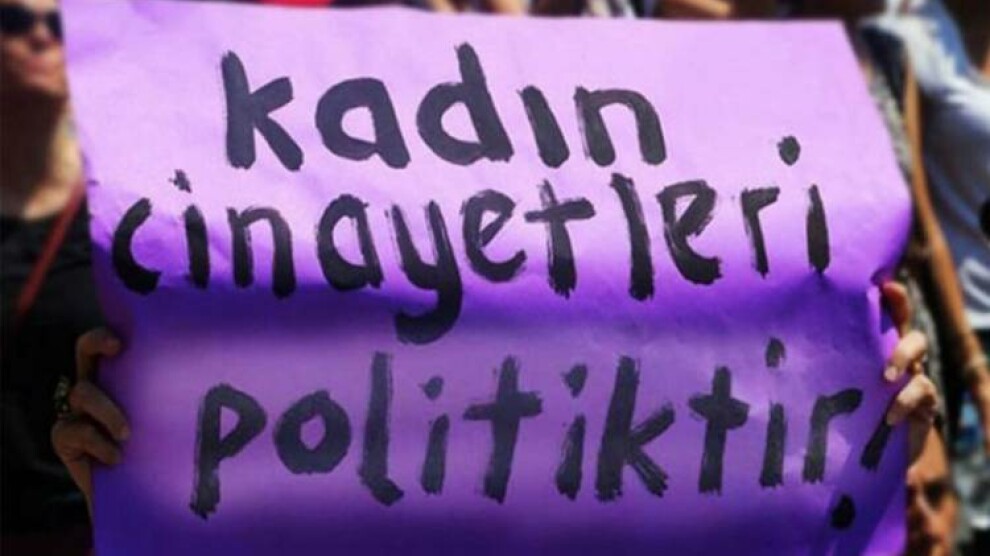 kadın
cinayetleri
politiktir!